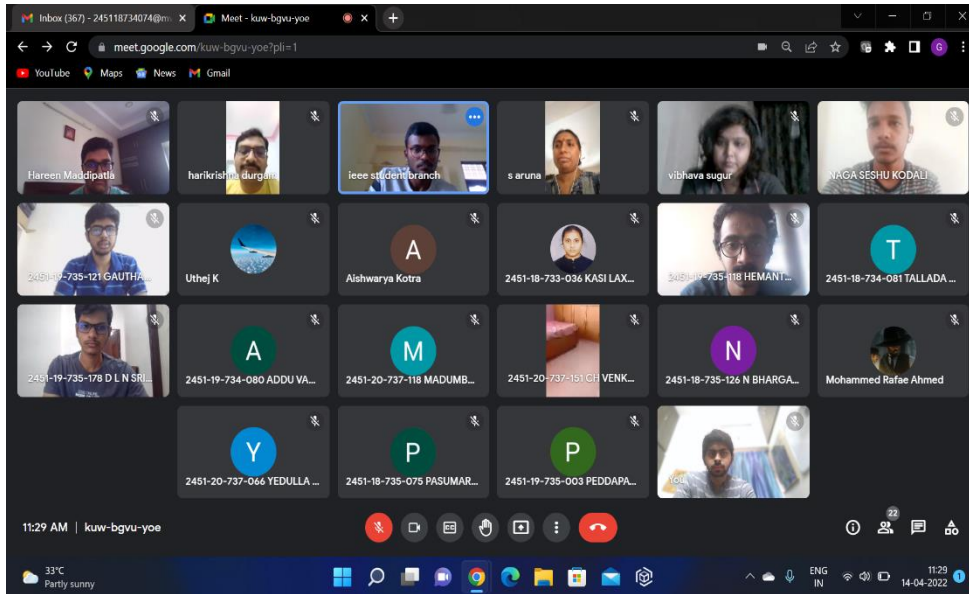 Inbox (367) - 245118734074@m
Meet - kuw-bgvu-yoe
meet.google.com/kuw-bgvu-yoe?pli=1
G
YouTube Maps News Gmail
Hareen Maddipatla
harikrishna durgam
ieee student branch
s aruna
vibhava sugur
NAGA SESHU KODALI
2451-19-735-121 GAUTHA...
Uthej K
A
Aishwarya Kotra
2451-18-733-036 KASI LAX...
2451-19-735-118 HEMANT...
T
2451-18-734-081 TALLADA ...
2451-19-735-178 D L N SRI...
A
2451-19-734-080 ADDU VA...
M
2451-20-737-118 MADUMB...
2451-20-737-151 CH VENK...
N
2451-18-735-126 N BHARGA...
Mohammed Rafae Ahmed
Y
2451-20-737-066 YEDULLA ...
P
2451-18-735-075 PASUMAR...
P
2451-19-735-003 PEDDAPA...
You
11:29 AM | kuw-bgvu-yoe
CC
22
33°C
Partly sunny
ENG
IN
11:29
14-04-2022
1